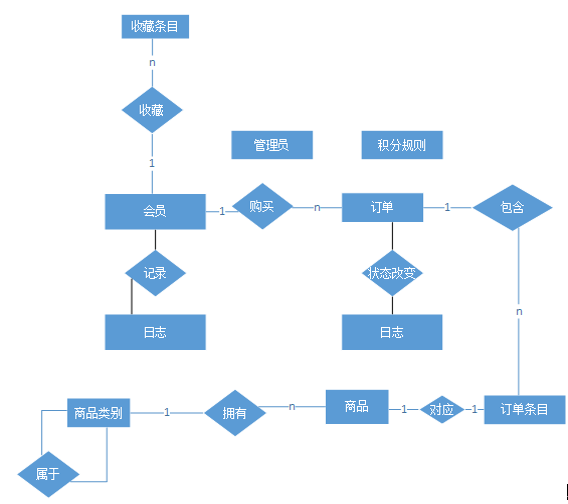 收藏条目
n
收藏
1
管理员
积分规则
会员
1
购买
n
订单
1
包含
记录
状态改变
日志
日志
n
商品类别
1
拥有
n
商品
1
对应
1
订单条目
属于